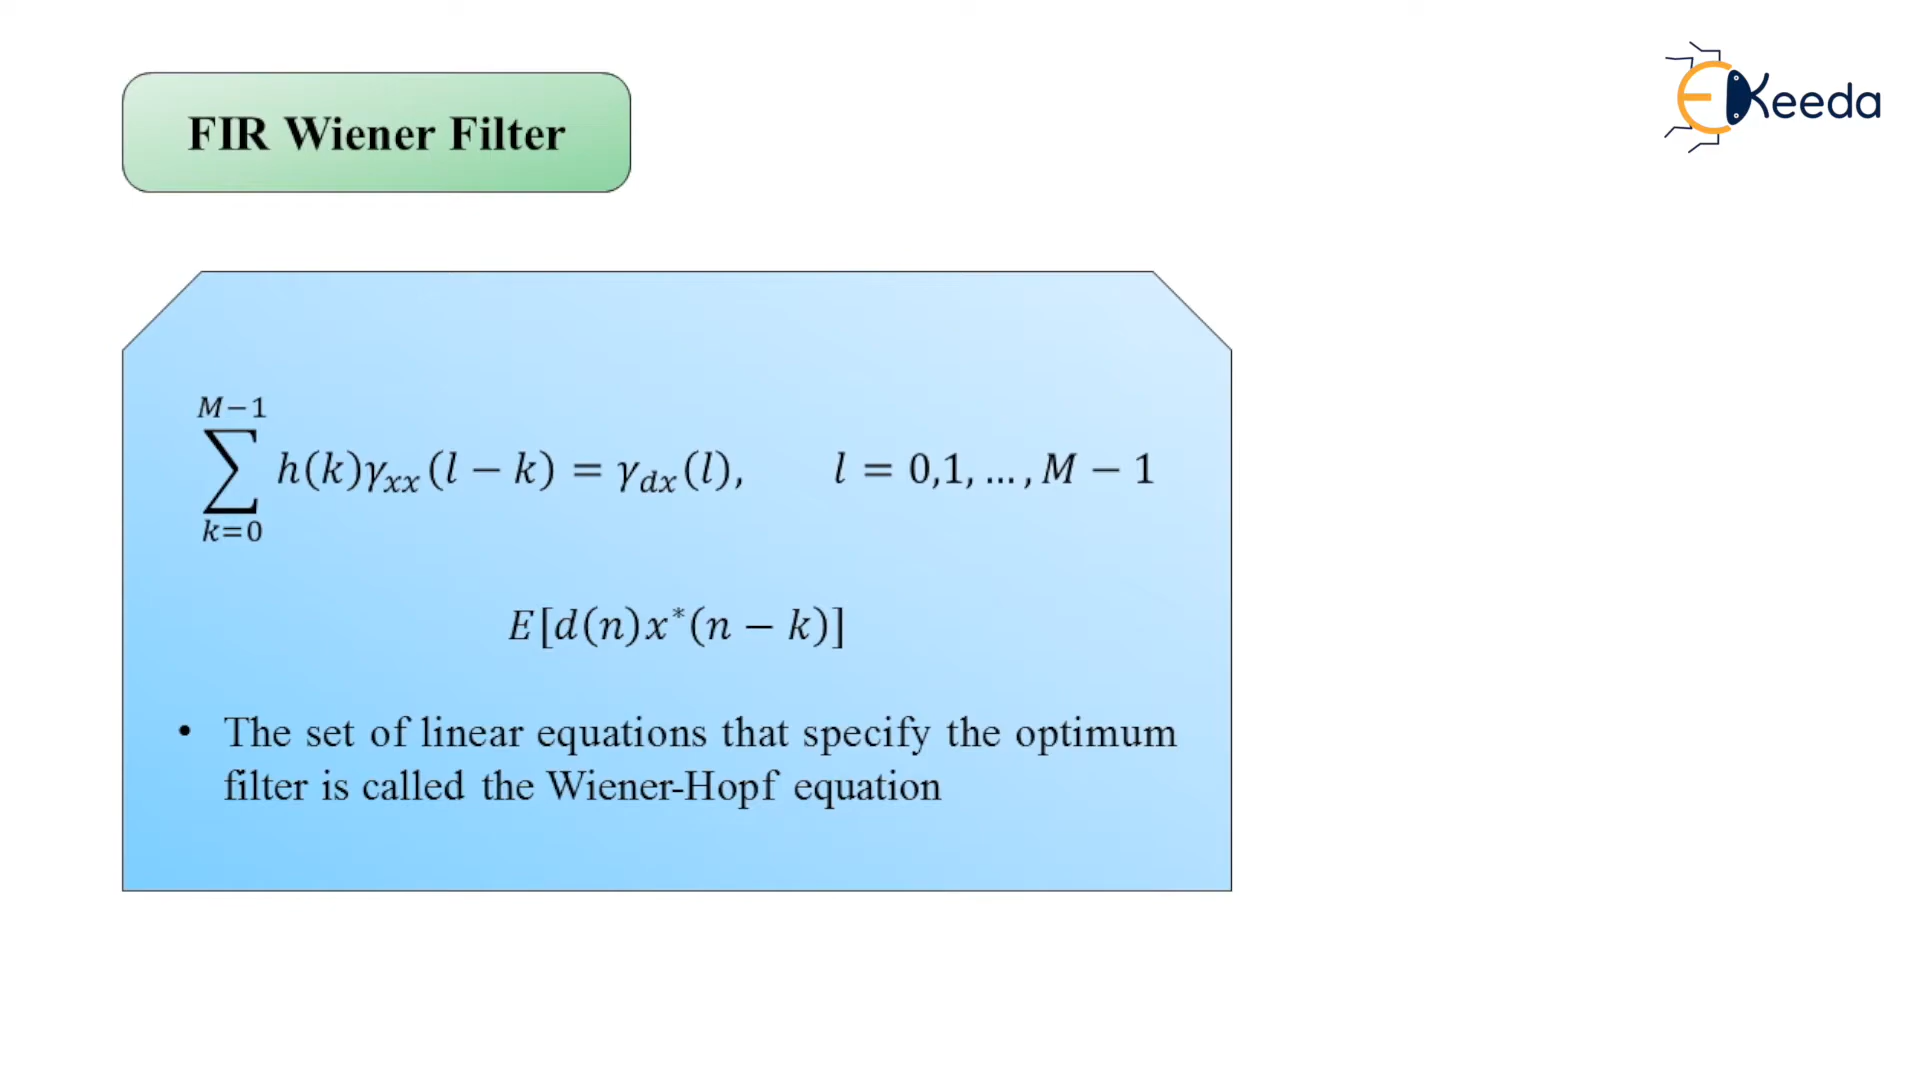 FIR Wiener Filter
EKeeda
M−1
∑ h(k)γxx(l − k) = γdx(l), l = 0,1, … , M − 1
k=0
E[d(n)x*(n − k)]
• The set of linear equations that specify the optimum
filter is called the Wiener-Hopf equation